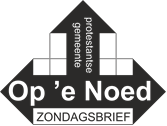 protestantse
gemeente
Op 'e Noed
ZONDAGSBRIEF